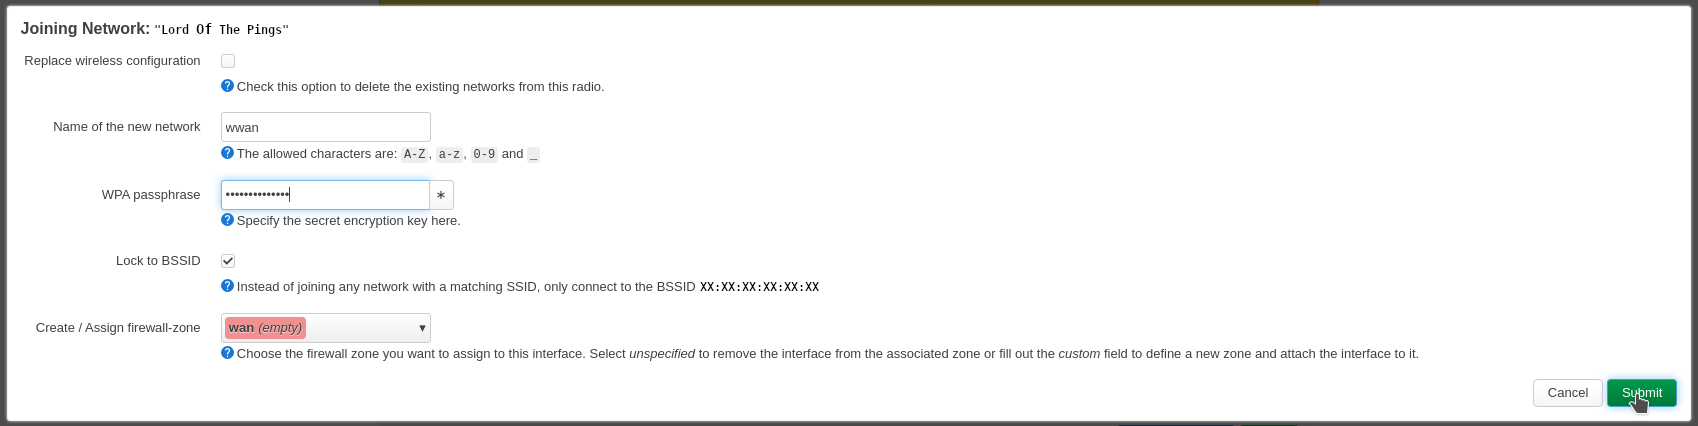 Joining Network: "Lord Of The Pings"
Replace wireless configuration
? Check this option to delete the existing networks from this radio.
Name of the new network wwan
? The allowed characters are: A-Z, a-z, 0-9 and _
WPA passphrase •••••••••••••• *
? Specify the secret encryption key here.
Lock to BSSID
? Instead of joining any network with a matching SSID, only connect to the BSSID XX:XX:XX:XX:XX:XX
Create / Assign firewall-zone wan (empty) ▾
? Choose the firewall zone you want to assign to this interface. Select unspecified to remove the interface from the associated zone or fill out the custom field to define a new zone and attach the interface to it.
Cancel Submit